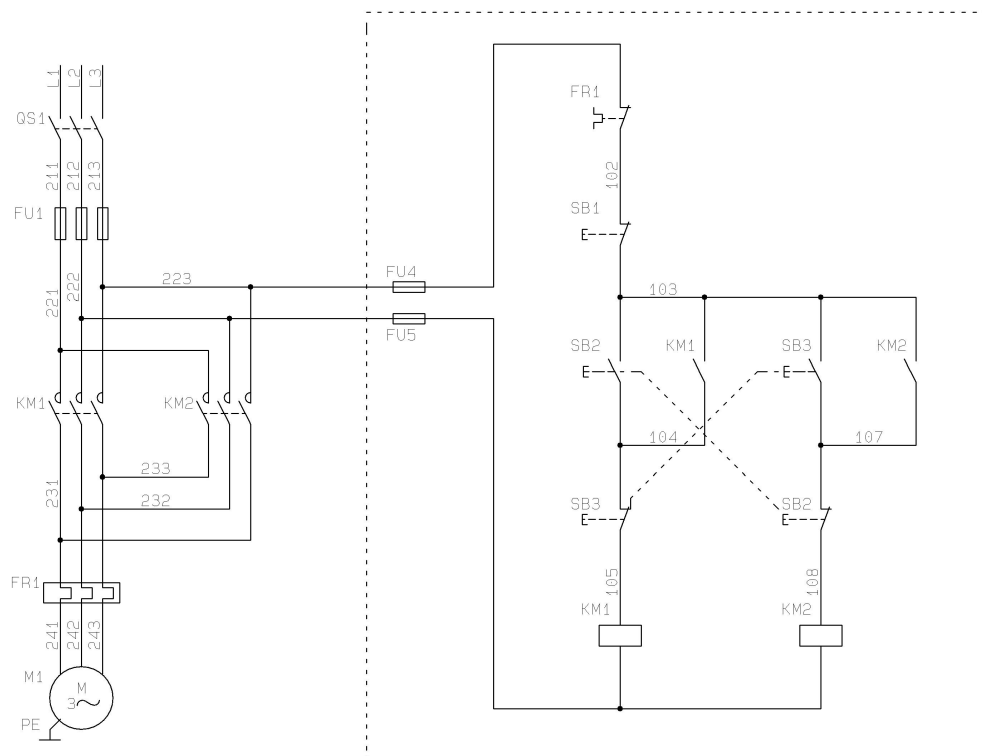 L1 L2 L3
FR1
QS1
211 212 213
102
FU1
SB1
FU4
223
221 222
103
FU5
SB2 KM1 SB3 KM2
KM1 KM2
104 107
233
231
232
SB3 SB2
105 108
FR1
KM1 KM2
241 242 243
M1
M
3
PE